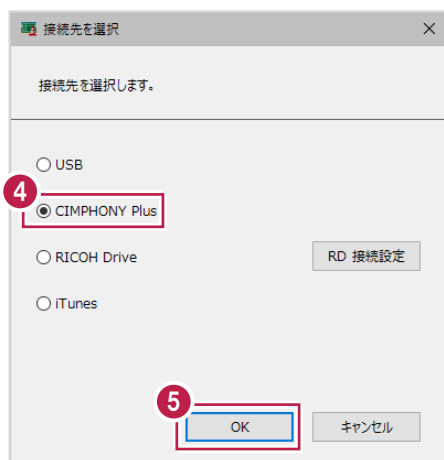 接続先を選択
接続先を選択します。
USB
4
CIMPHONY Plus
RICOH Drive
RD 接続設定
iTunes
5
OK
キャンセル